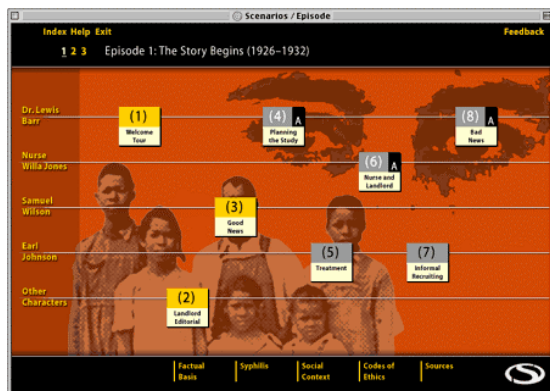 Scenarios / Episode
Index Help Exit
Feedback
1 2 3 Episode 1: The Story Begins (1926–1932)
Dr. Lewis
Barr
(1)
Welcome
Tour
(4) A
Planning
the Study
(8) A
Bad
News
Nurse
Willa Jones
(6) A
Nurse and
Landlord
Samuel
Wilson
(3)
Good
News
Earl
Johnson
(5)
Treatment
(7)
Informal
Recruiting
Other
Characters
(2)
Landlord
Editorial
Factual
Basis
Syphilis
Social
Context
Codes of
Ethics
Sources